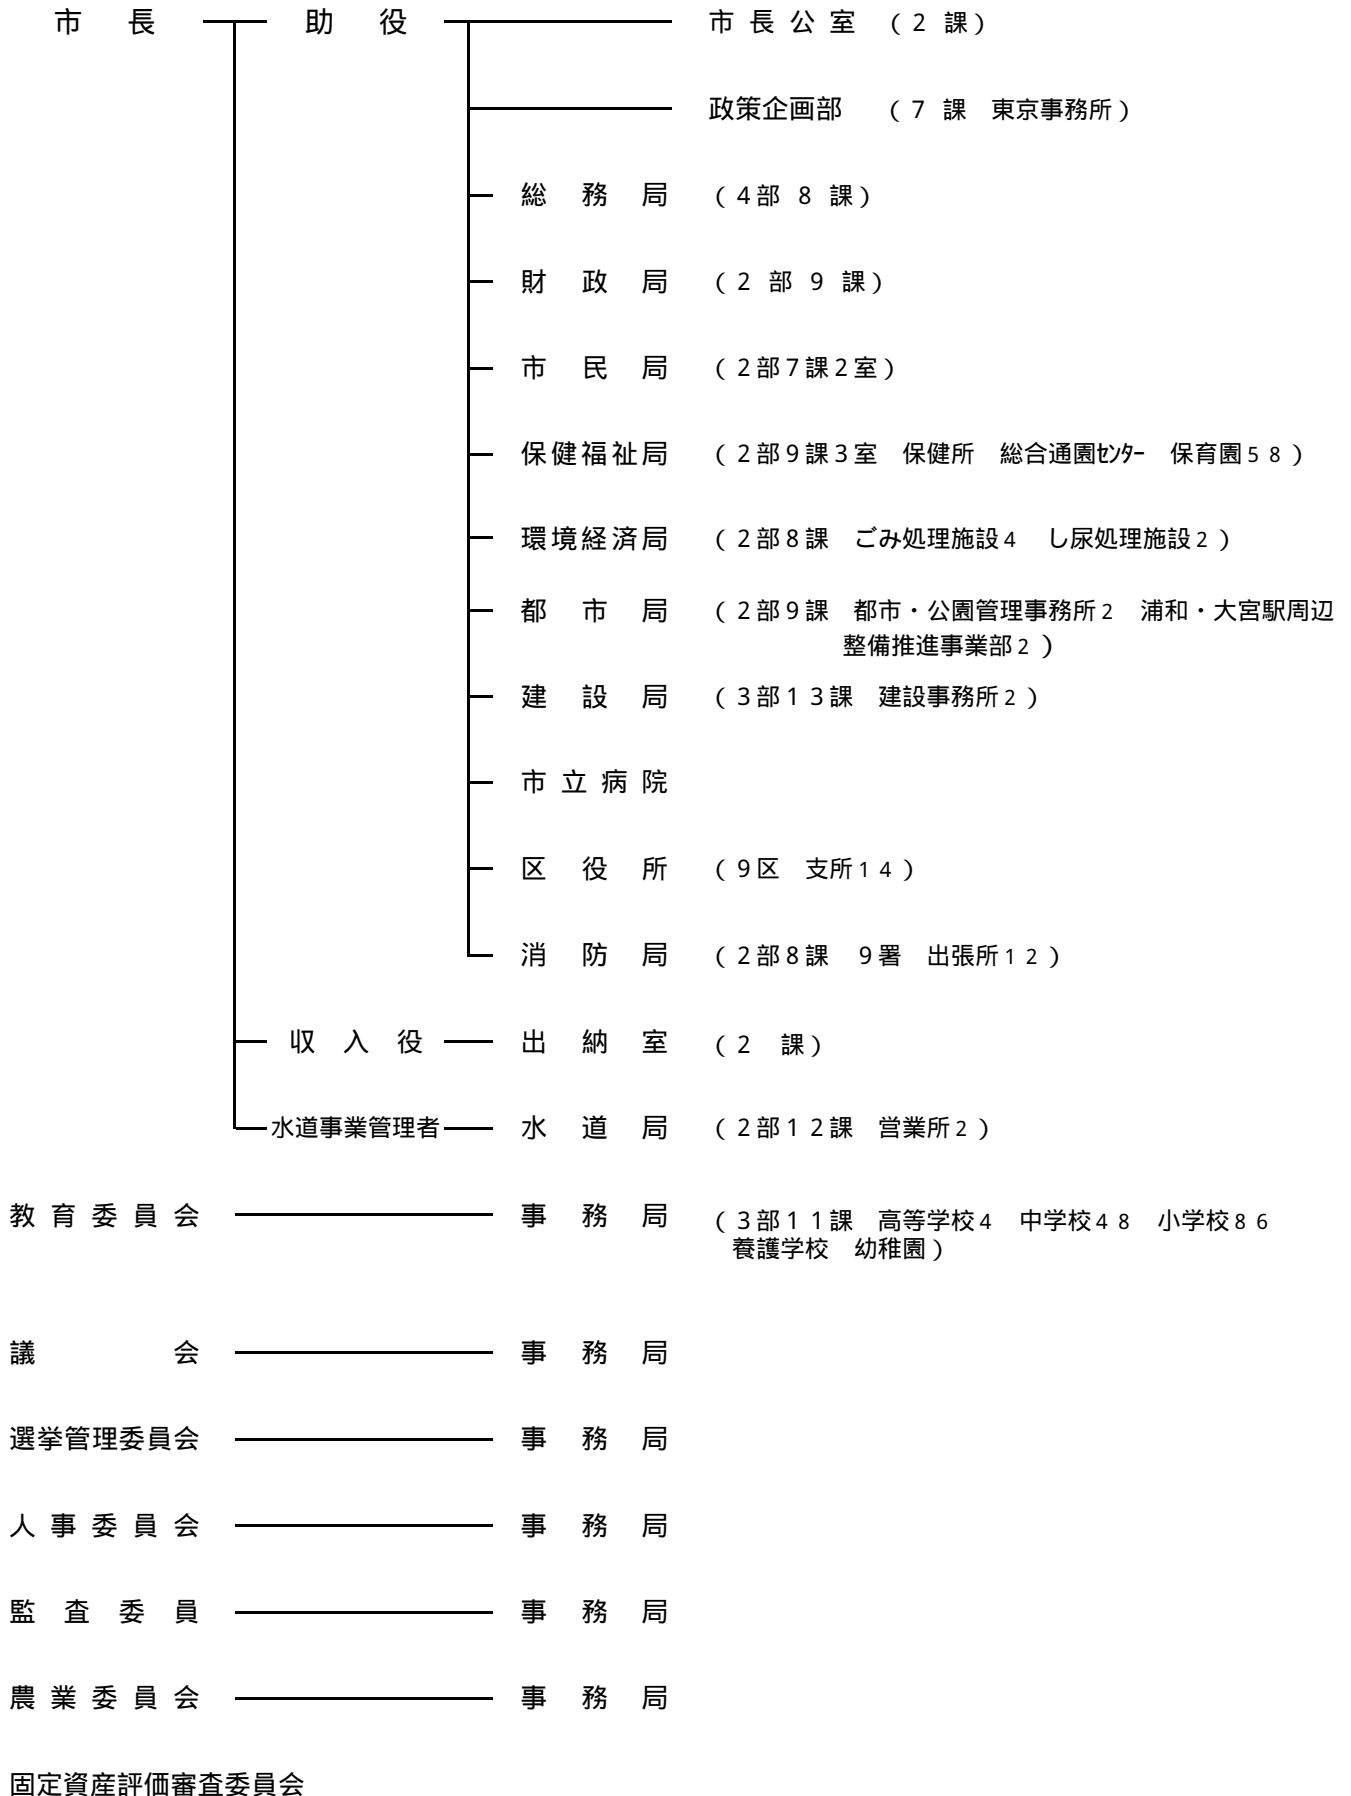 市長 助役 市長公室 （2課）
政策企画部 （7課 東京事務所）
総務局 （4部8課）
財政局 （2部9課）
市民局 （2部7課2室）
保健福祉局 （2部9課3室 保健所 総合通園ｾﾝﾀｰ 保育園58）
環境経済局 （2部8課 ごみ処理施設4 し尿処理施設2）
都市局 （2部9課 都市・公園管理事務所2 浦和・大宮駅周辺
整備推進事業部2）
建設局 （3部13課 建設事務所2）
市立病院
区役所 （9区 支所14）
消防局 （2部8課 9署 出張所12）
収入役 出納室 （2課）
水道事業管理者 水道局 （2部12課 営業所2）
教育委員会 事務局 （3部11課 高等学校4 中学校48 小学校86
養護学校 幼稚園）
議会 事務局
選挙管理委員会 事務局
人事委員会 事務局
監査委員 事務局
農業委員会 事務局
固定資産評価審査委員会